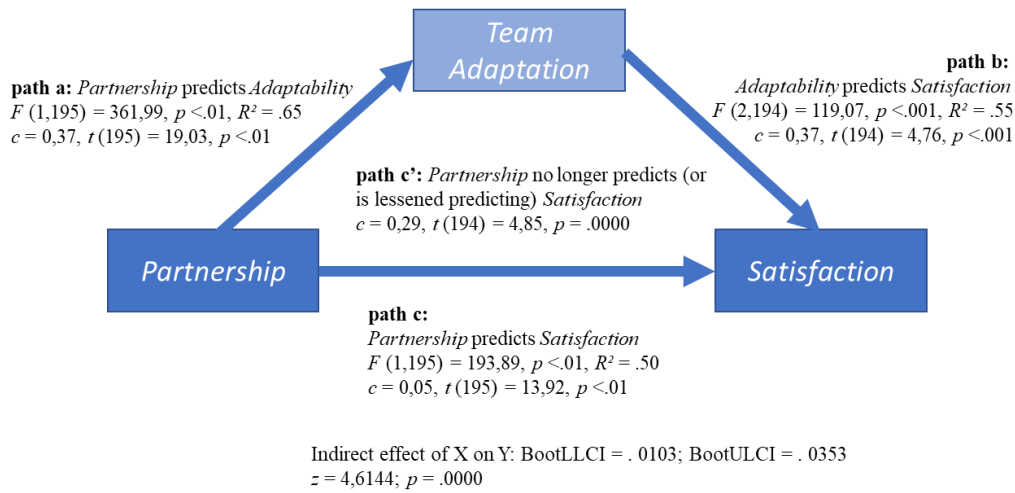 Team
Adaptation
path a: Partnership predicts Adaptability
F (1,195) = 361,99, p <.01, R² = .65
c = 0,37, t (195) = 19,03, p <.01
path b:
Adaptability predicts Satisfaction
F (2,194) = 119,07, p <.001, R² = .55
c = 0,37, t (194) = 4,76, p <.001
path c’: Partnership no longer predicts (or
is lessened predicting) Satisfaction
c = 0,29, t (194) = 4,85, p = .0000
Partnership
Satisfaction
path c:
Partnership predicts Satisfaction
F (1,195) = 193,89, p <.01, R² = .50
c = 0,05, t (195) = 13,92, p <.01
Indirect effect of X on Y: BootLLCI = . 0103; BootULCI = . 0353
z = 4,6144; p = .0000